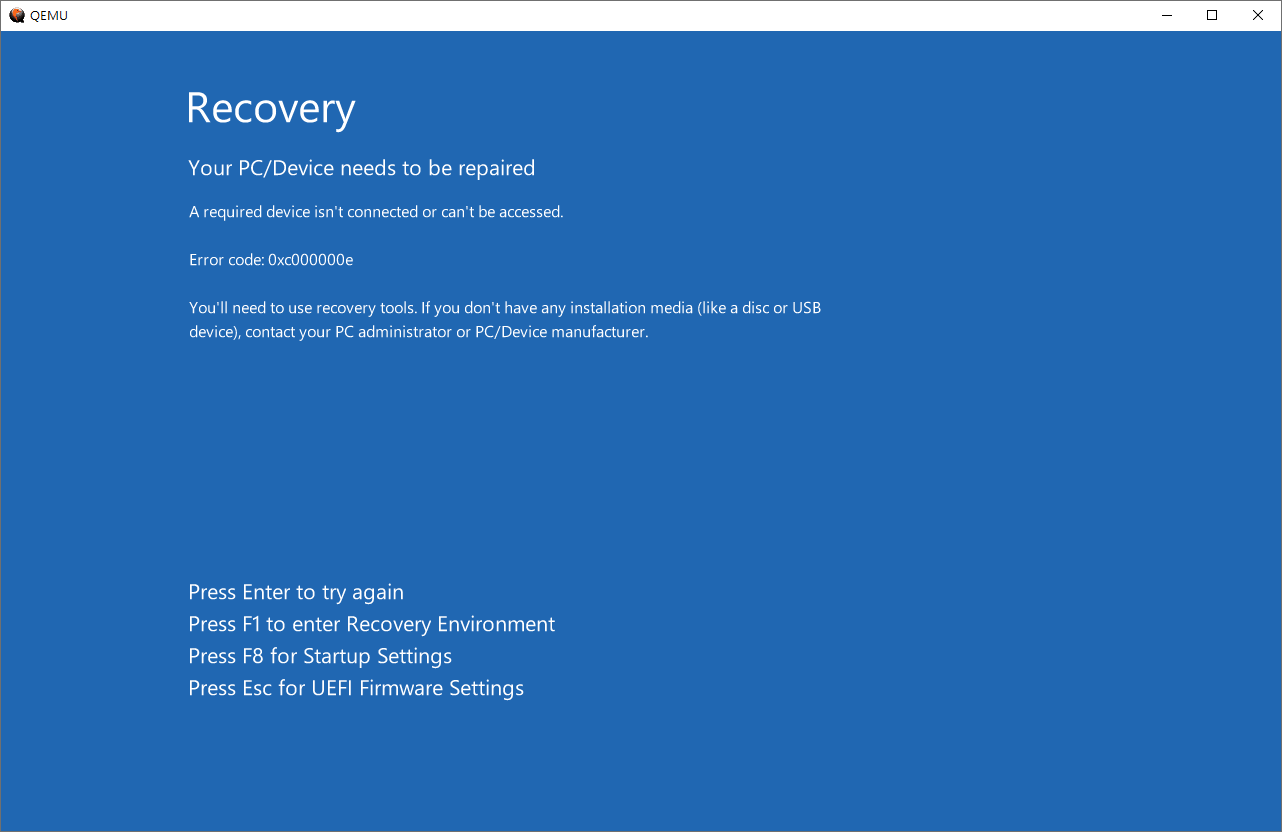 QEMU
Recovery
Your PC/Device needs to be repaired
A required device isn't connected or can't be accessed.
Error code: 0xc000000e
You'll need to use recovery tools. If you don't have any installation media (like a disc or USB
device), contact your PC administrator or PC/Device manufacturer.
Press Enter to try again
Press F1 to enter Recovery Environment
Press F8 for Startup Settings
Press Esc for UEFI Firmware Settings